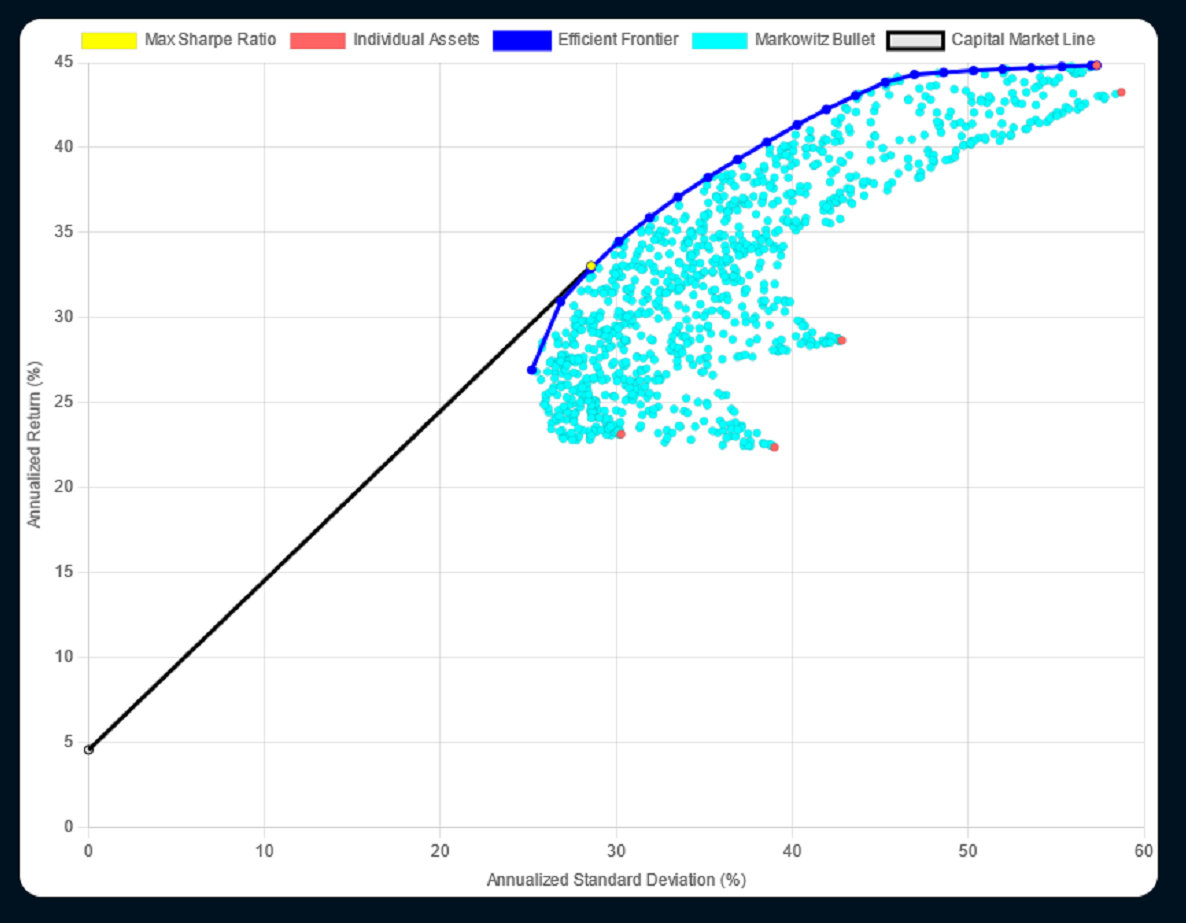 Max Sharpe Ratio Individual Assets Efficient Frontier Markowitz Bullet Capital Market Line
45
40
35
30
25
20
15
10
5
0
Annualized Return (%)
0 10 20 30 40 50 60
Annualized Standard Deviation (%)